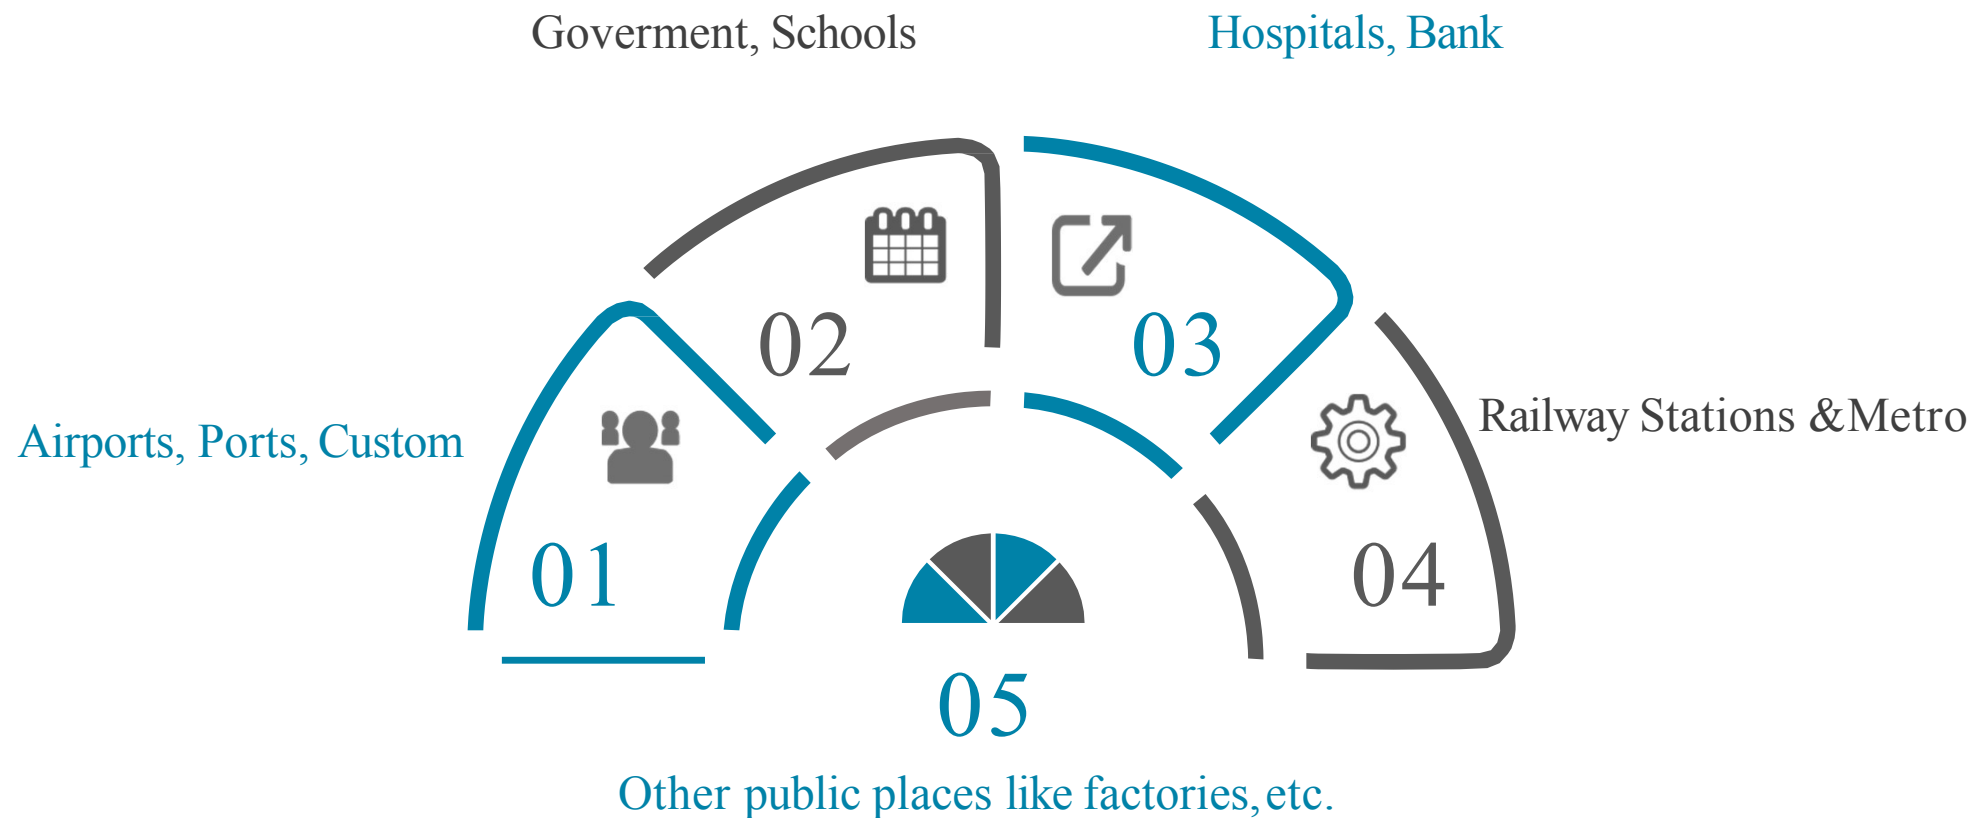 Goverment, Schools
Hospitals, Bank
02
03
Airports, Ports, Custom
Railway Stations &Metro
01
04
05
Other public places like factories, etc.